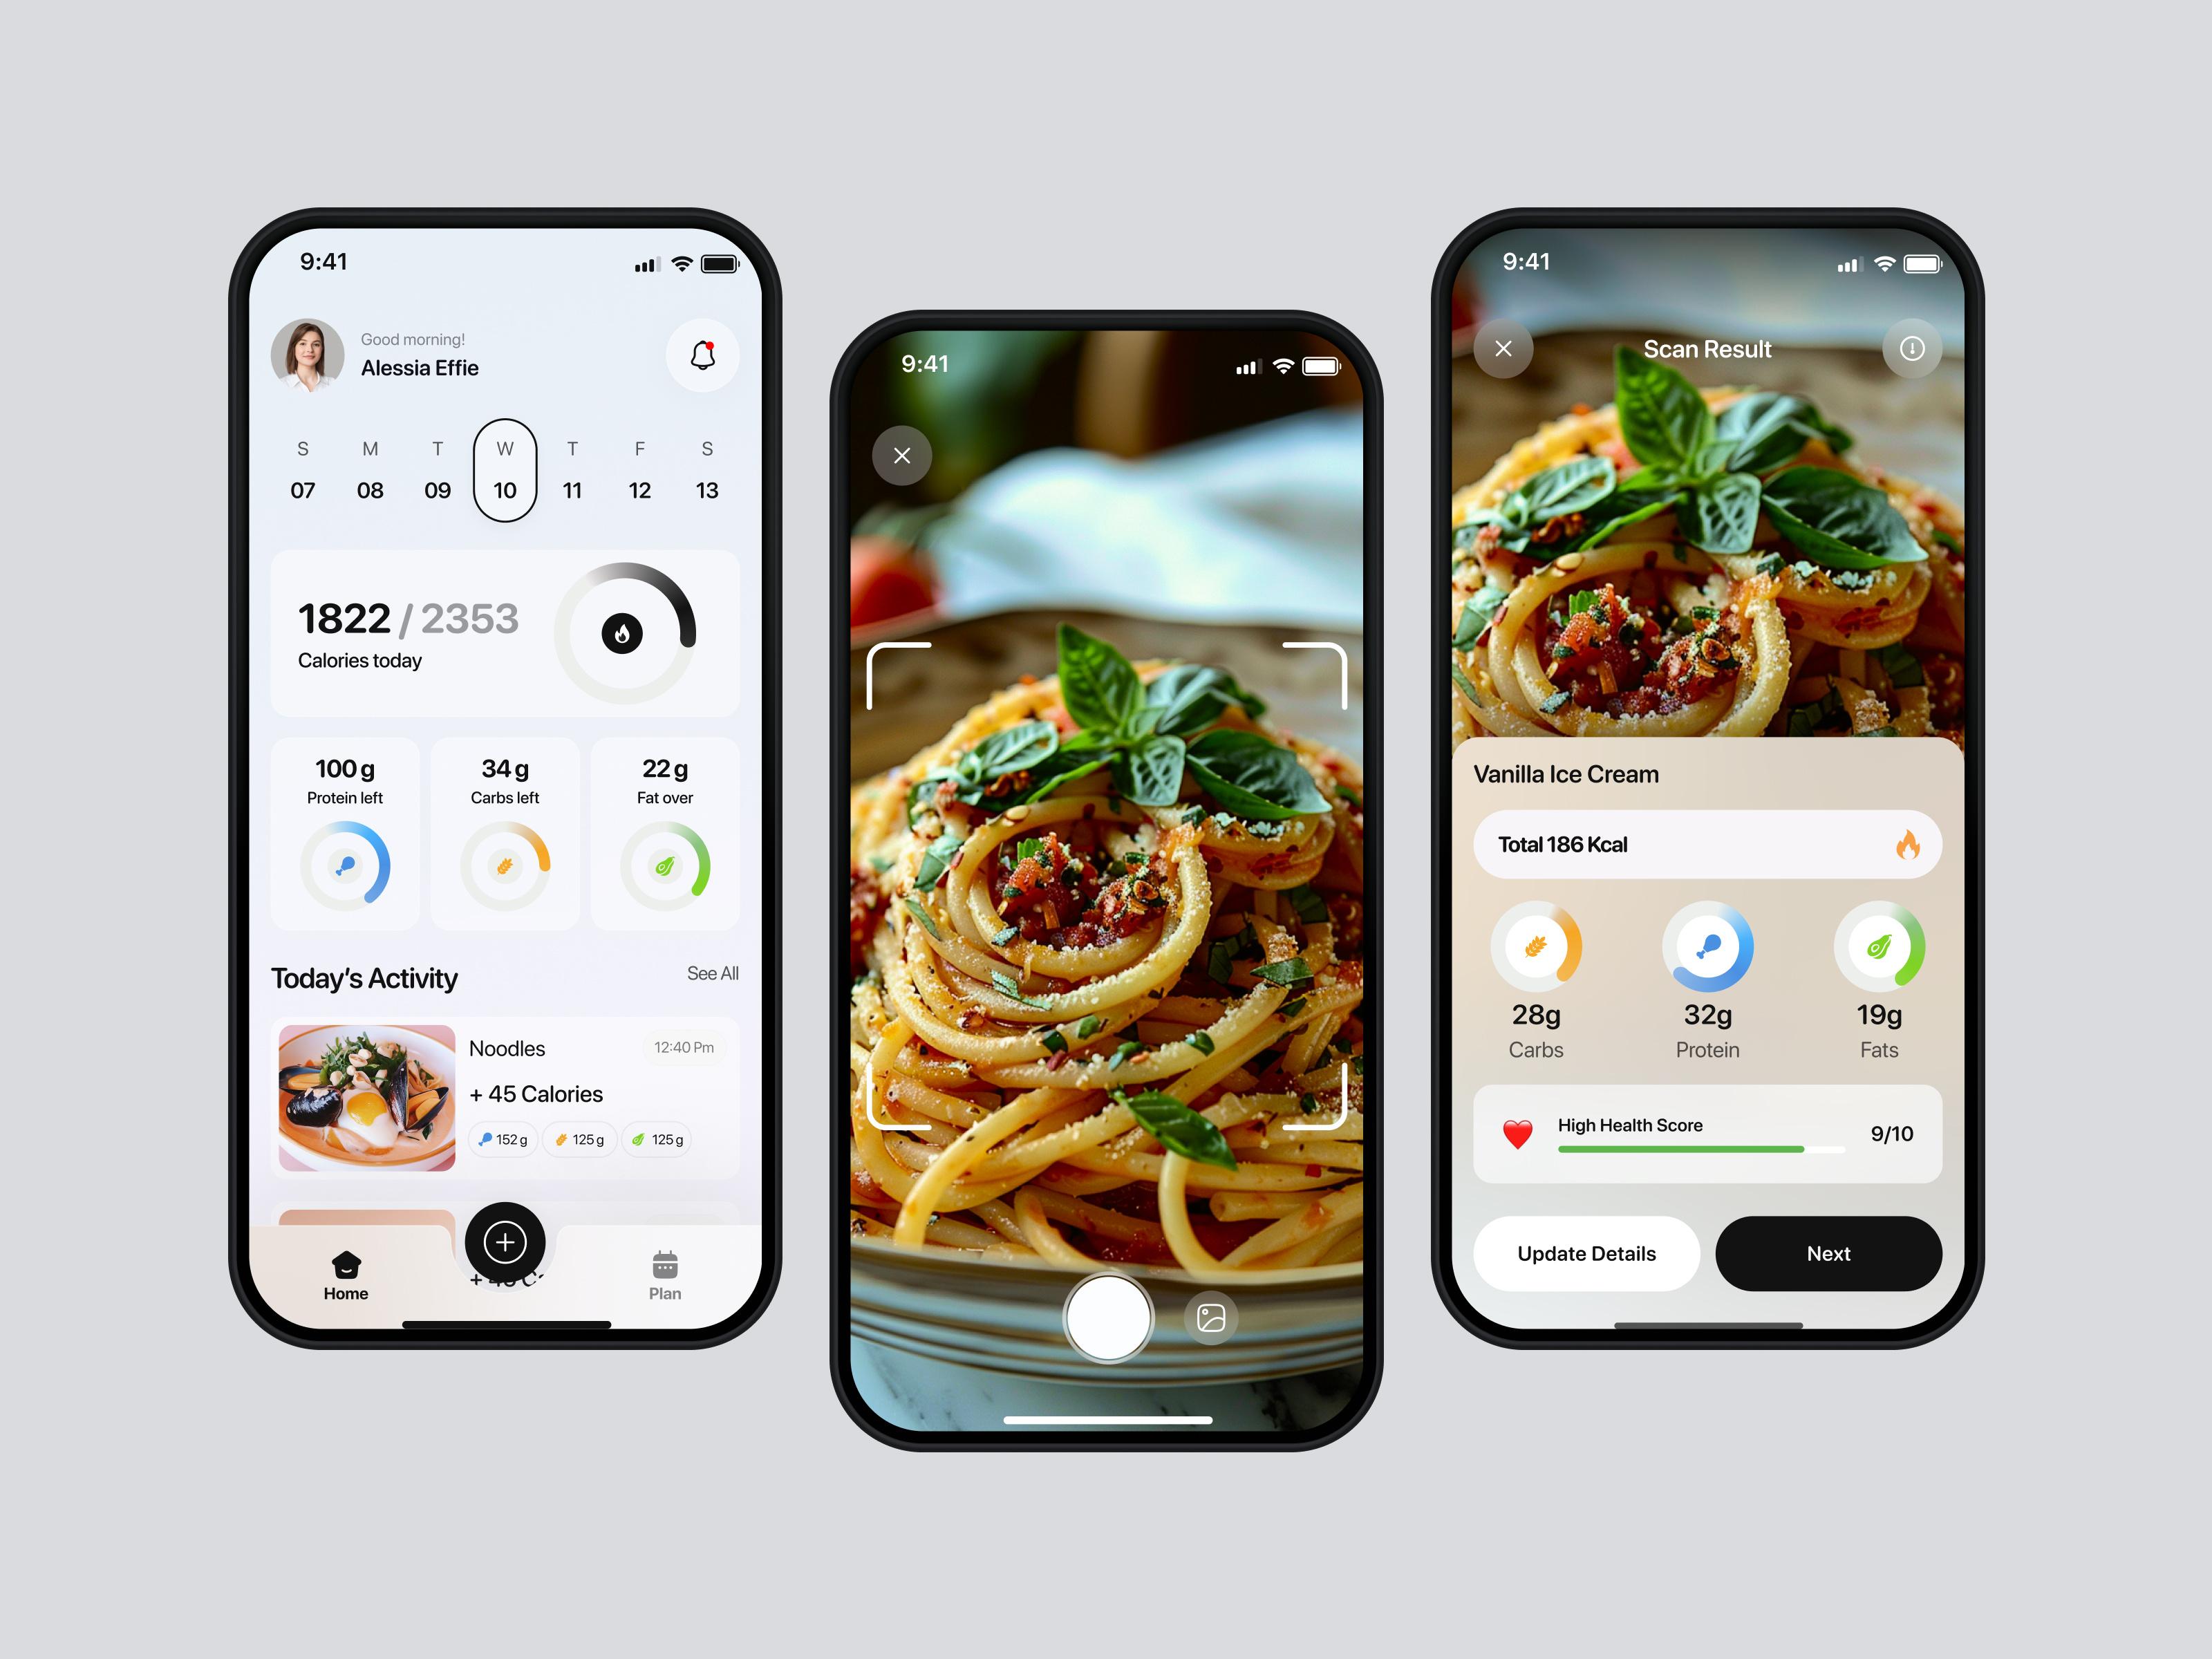 9:41
Good morning!
Alessia Effie
S M T W T F S
07 08 09 10 11 12 13
1822 / 2353
Calories today
100 g
Protein left
34 g
Carbs left
22 g
Fat over
Today's Activity
See All
Noodles
12:40 Pm
+ 45 Calories
152 g
125 g
125 g
Home
Plan
9:41
9:41
Scan Result
Vanilla Ice Cream
Total 186 Kcal
28g
Carbs
32g
Protein
19g
Fats
High Health Score
9/10
Update Details
Next